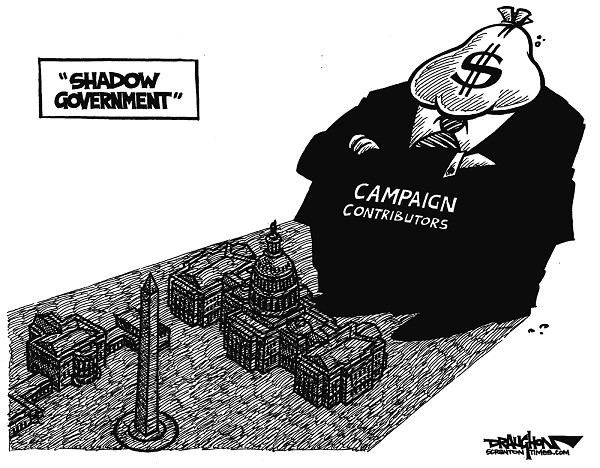 "SHADOW
GOVERNMENT"
$
CAMPAIGN
CONTRIBUTORS
DRAUGHON
SCRANTON TIMES.COM